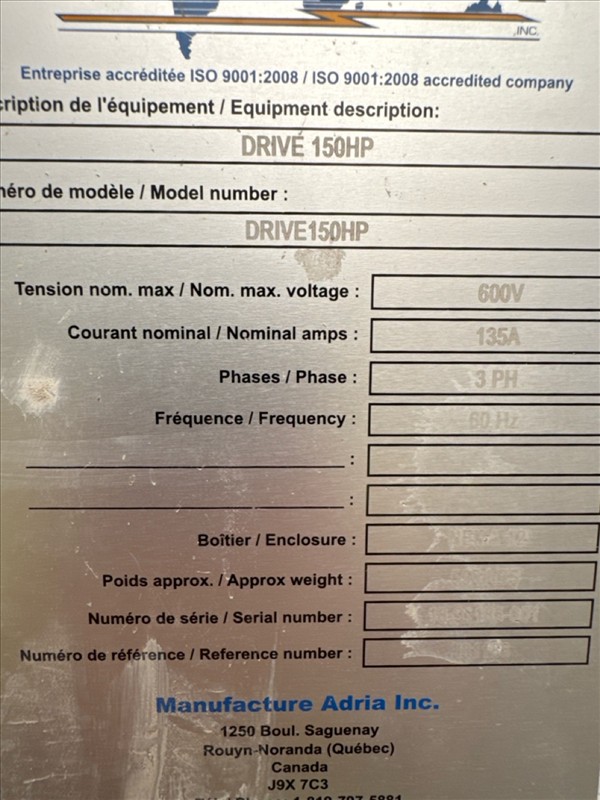 INC.
Entreprise accréditée ISO 9001:2008 / ISO 9001:2008 accredited company
cription de l'équipement / Equipment description:
DRIVE 150HP
méro de modèle / Model number :
DRIVE150HP
Tension nom. max / Nom. max. voltage : 600V
Courant nominal / Nominal amps : 135A
Phases / Phase : 3 PH
Fréquence / Frequency : 60 Hz
:
:
Boîtier / Enclosure :
Poids approx. / Approx weight :
Numéro de série / Serial number :
Numéro de référence / Reference number :
Manufacture Adria Inc.
1250 Boul. Saguenay
Rouyn-Noranda (Québec)
Canada
J9X 7C3